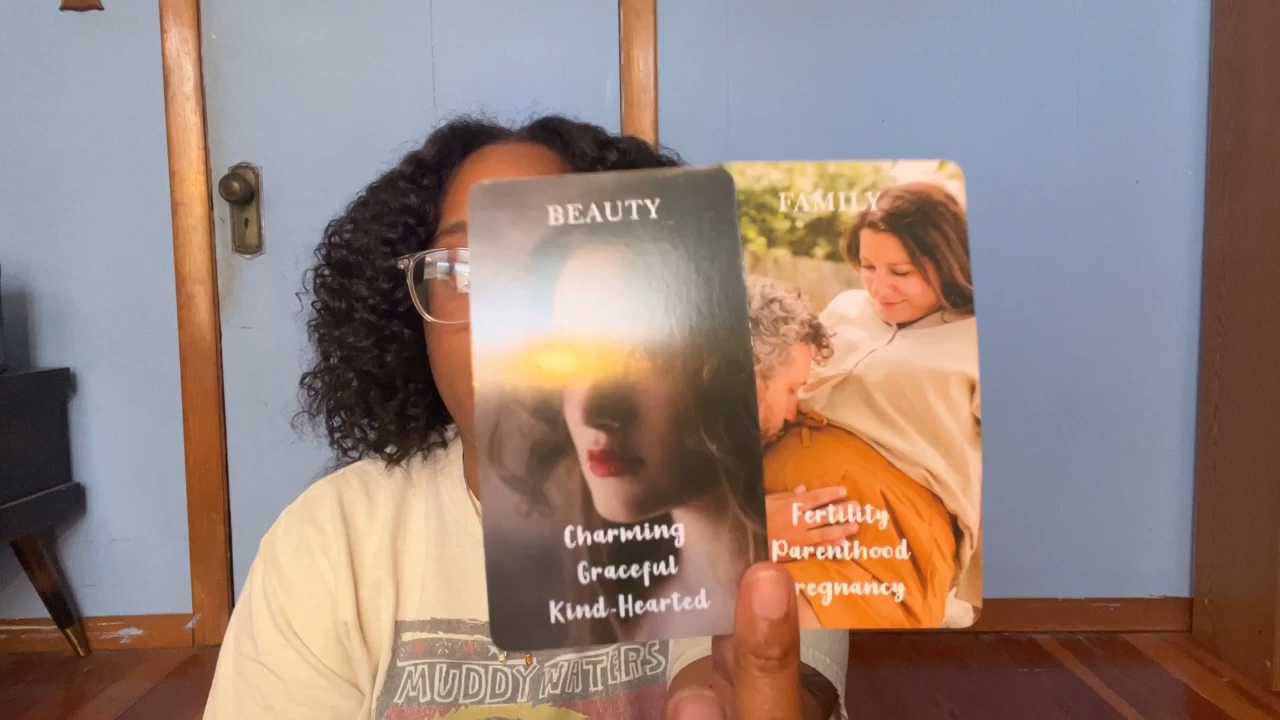 BEAUTY
Charming
Graceful
Kind-Hearted
FAMILY
Fertility
Parenthood
regnancy
MUDDY WATERS